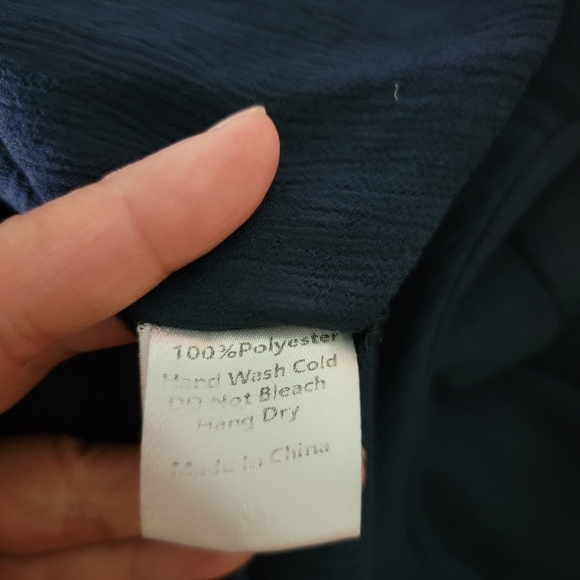 100%Polyester
Hand Wash Cold
DO Not Bleach
Hang Dry
Made In China